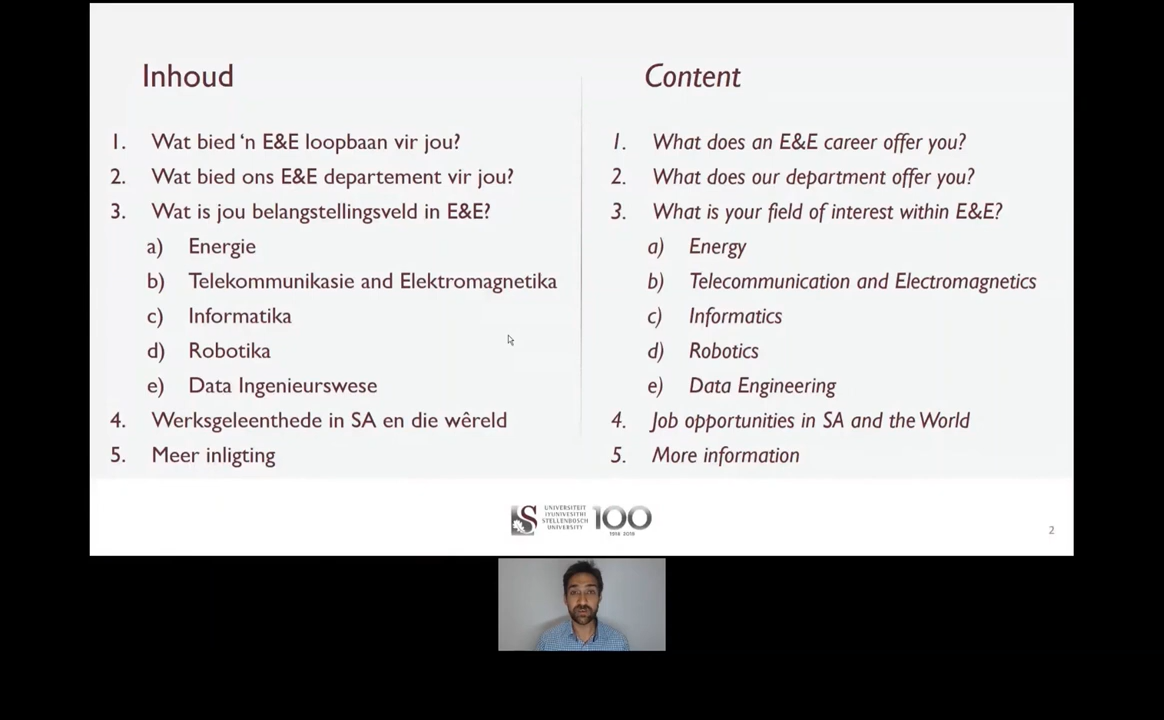 Inhoud
1. Wat bied ‘n E&E loopbaan vir jou?
2. Wat bied ons E&E departement vir jou?
3. Wat is jou belangstellingsveld in E&E?
a) Energie
b) Telekommunikasie and Elektromagnetika
c) Informatika
d) Robotika
e) Data Ingenieurswese
4. Werksgeleenthede in SA en die wêreld
5. Meer inligting
Content
1. What does an E&E career offer you?
2. What does our department offer you?
3. What is your field of interest within E&E?
a) Energy
b) Telecommunication and Electromagnetics
c) Informatics
d) Robotics
e) Data Engineering
4. Job opportunities in SA and the World
5. More information
UNIVERSITEIT
IYUNIVESITHI
STELLENBOSCH
UNIVERSITY
100
1918 2018
2